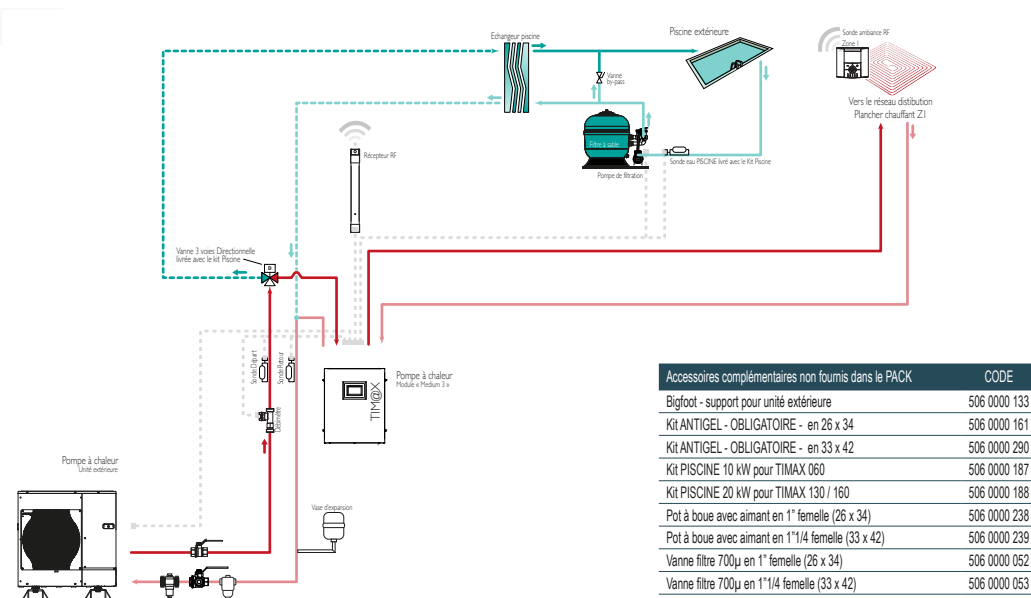 Echangeur piscine
Piscine extérieure
Sonde ambiance RF
Zone 1
Vanne
by-pass
Vers le réseau distibution
Plancher chauffant Z1
Filtre à sable
Récepteur RF
Sonde eau PISCINE livré avec le Kit Piscine
Pompe de filtration
Vanne 3 voies Directionnelle
livrée avec le kit Piscine
D
Sonde Départ
Sonde Retour
Débimètre
Pompe à chaleur
Module « Medium 3 »
TIM@X
Pompe à chaleur
Unité extérieure
Vase d'expansion
Accessoires complémentaires non fournis dans le PACK CODE
Bigfoot - support pour unité extérieure 506 0000 133
Kit ANTIGEL - OBLIGATOIRE - en 26 x 34 506 0000 161
Kit ANTIGEL - OBLIGATOIRE - en 33 x 42 506 0000 290
Kit PISCINE 10 kW pour TIMAX 060 506 0000 187
Kit PISCINE 20 kW pour TIMAX 130 / 160 506 0000 188
Pot à boue avec aimant en 1" femelle (26 x 34) 506 0000 238
Pot à boue avec aimant en 1"1/4 femelle (33 x 42) 506 0000 239
Vanne filtre 700µ en 1" femelle (26 x 34) 506 0000 052
Vanne filtre 700µ en 1"1/4 femelle (33 x 42) 506 0000 053